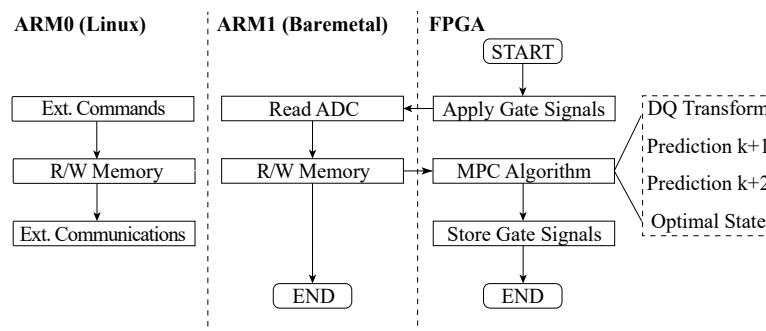 ARM0 (Linux)
ARM1 (Baremetal)
FPGA
START
Ext. Commands
Read ADC
Apply Gate Signals
DQ Transform
Prediction k+1
R/W Memory
R/W Memory
MPC Algorithm
Prediction k+2
Optimal State
Ext. Communications
Store Gate Signals
END
END